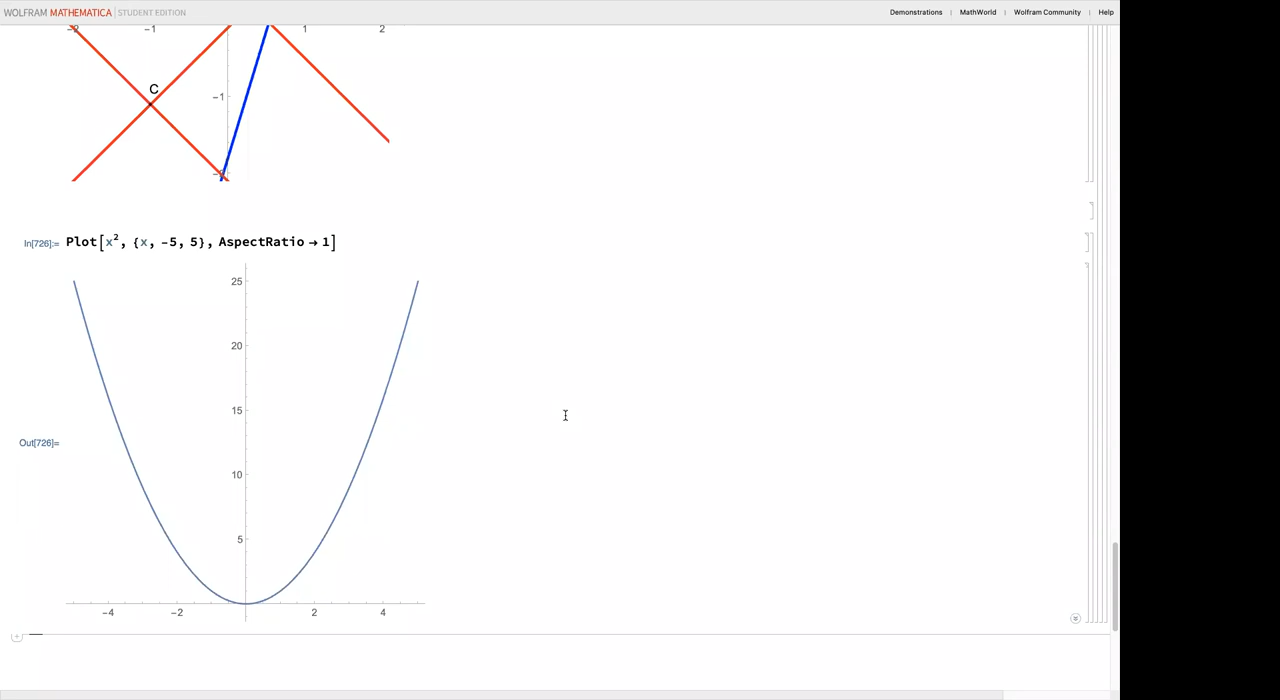 WOLFRAM MATHEMATICA | STUDENT EDITION
Demonstrations | MathWorld | Wolfram Community | Help
-2 -1 1 2
C
-1
In[726]:= Plot[x², {x, -5, 5}, AspectRatio → 1]
25
20
15
Out[726]=
10
5
-4 -2 2 4